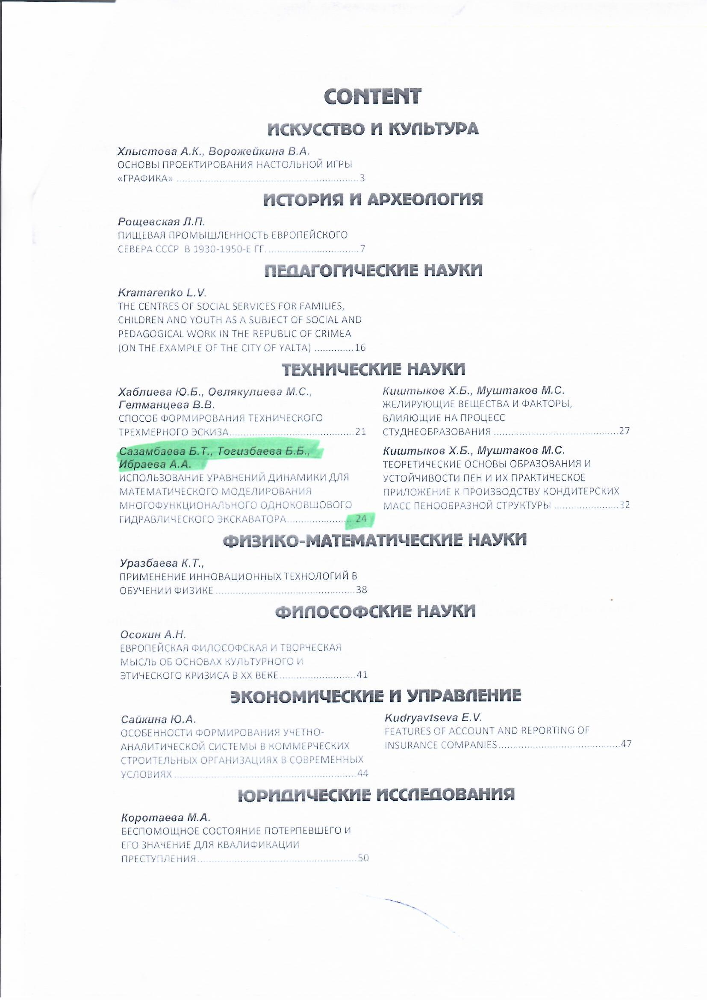 CONTENT
ИСКУССТВО И КУЛЬТУРА
Хлыстова А.К., Ворожейкина В.А.
ОСНОВЫ ПРОЕКТИРОВАНИЯ НАСТОЛЬНОЙ ИГРЫ
«ГРАФИКА» ................................................................ 3
ИСТОРИЯ И АРХЕОЛОГИЯ
Рощевская Л.П.
ПИЩЕВАЯ ПРОМЫШЛЕННОСТЬ ЕВРОПЕЙСКОГО
СЕВЕРА СССР В 1930-1950-Е ГГ. ................................ 7
ПЕДАГОГИЧЕСКИЕ НАУКИ
Kramarenko L.V.
THE CENTRES OF SOCIAL SERVICES FOR FAMILIES,
CHILDREN AND YOUTH AS A SUBJECT OF SOCIAL AND
PEDAGOGICAL WORK IN THE REPUBLIC OF CRIMEA
(ON THE EXAMPLE OF THE CITY OF YALTA) .............. 16
ТЕХНИЧЕСКИЕ НАУКИ
Хаблиева Ю.Б., Овлякулиева М.С.,
Гетманцева В.В.
СПОСОБ ФОРМИРОВАНИЯ ТЕХНИЧЕСКОГО
ТРЕХМЕРНОГО ЭСКИЗА............................................ 21
Сазамбаева Б.Т., Тогизбаева Б.Б.,
Ибраева А.А.
ИСПОЛЬЗОВАНИЕ УРАВНЕНИЙ ДИНАМИКИ ДЛЯ
МАТЕМАТИЧЕСКОГО МОДЕЛИРОВАНИЯ
МНОГОФУНКЦИОНАЛЬНОГО ОДНОКОВШОВОГО
ГИДРАВЛИЧЕСКОГО ЭКСКАВАТОРА....................... 24
Киштыков Х.Б., Муштаков М.С.
ЖЕЛИРУЮЩИЕ ВЕЩЕСТВА И ФАКТОРЫ,
ВЛИЯЮЩИЕ НА ПРОЦЕСС
СТУДНЕОБРАЗОВАНИЯ ............................................ 27
Киштыков Х.Б., Муштаков М.С.
ТЕОРЕТИЧЕСКИЕ ОСНОВЫ ОБРАЗОВАНИЯ И
УСТОЙЧИВОСТИ ПЕН И ИХ ПРАКТИЧЕСКОЕ
ПРИЛОЖЕНИЕ К ПРОИЗВОДСТВУ КОНДИТЕРСКИХ
МАСС ПЕНООБРАЗНОЙ СТРУКТУРЫ ....................... 32
ФИЗИКО-МАТЕМАТИЧЕСКИЕ НАУКИ
Уразбаева К.Т.,
ПРИМЕНЕНИЕ ИННОВАЦИОННЫХ ТЕХНОЛОГИЙ В
ОБУЧЕНИИ ФИЗИКЕ ................................................. 38
ФИЛОСОФСКИЕ НАУКИ
Осокин А.Н.
ЕВРОПЕЙСКАЯ ФИЛОСОФСКАЯ И ТВОРЧЕСКАЯ
МЫСЛЬ ОБ ОСНОВАХ КУЛЬТУРНОГО И
ЭТИЧЕСКОГО КРИЗИСА В XX ВЕКЕ........................... 41
ЭКОНОМИЧЕСКИЕ И УПРАВЛЕНИЕ
Сайкина Ю.А.
ОСОБЕННОСТИ ФОРМИРОВАНИЯ УЧЕТНО-
АНАЛИТИЧЕСКОЙ СИСТЕМЫ В КОММЕРЧЕСКИХ
СТРОИТЕЛЬНЫХ ОРГАНИЗАЦИЯХ В СОВРЕМЕННЫХ
УСЛОВИЯХ ................................................................ 44
Kudryavtseva E.V.
FEATURES OF ACCOUNT AND REPORTING OF
INSURANCE COMPANIES ........................................... 47
ЮРИДИЧЕСКИЕ ИССЛЕДОВАНИЯ
Коротаева М.А.
БЕСПОМОЩНОЕ СОСТОЯНИЕ ПОТЕРПЕВШЕГО И
ЕГО ЗНАЧЕНИЕ ДЛЯ КВАЛИФИКАЦИИ
ПРЕСТУПЛЕНИЯ........................................................ 50